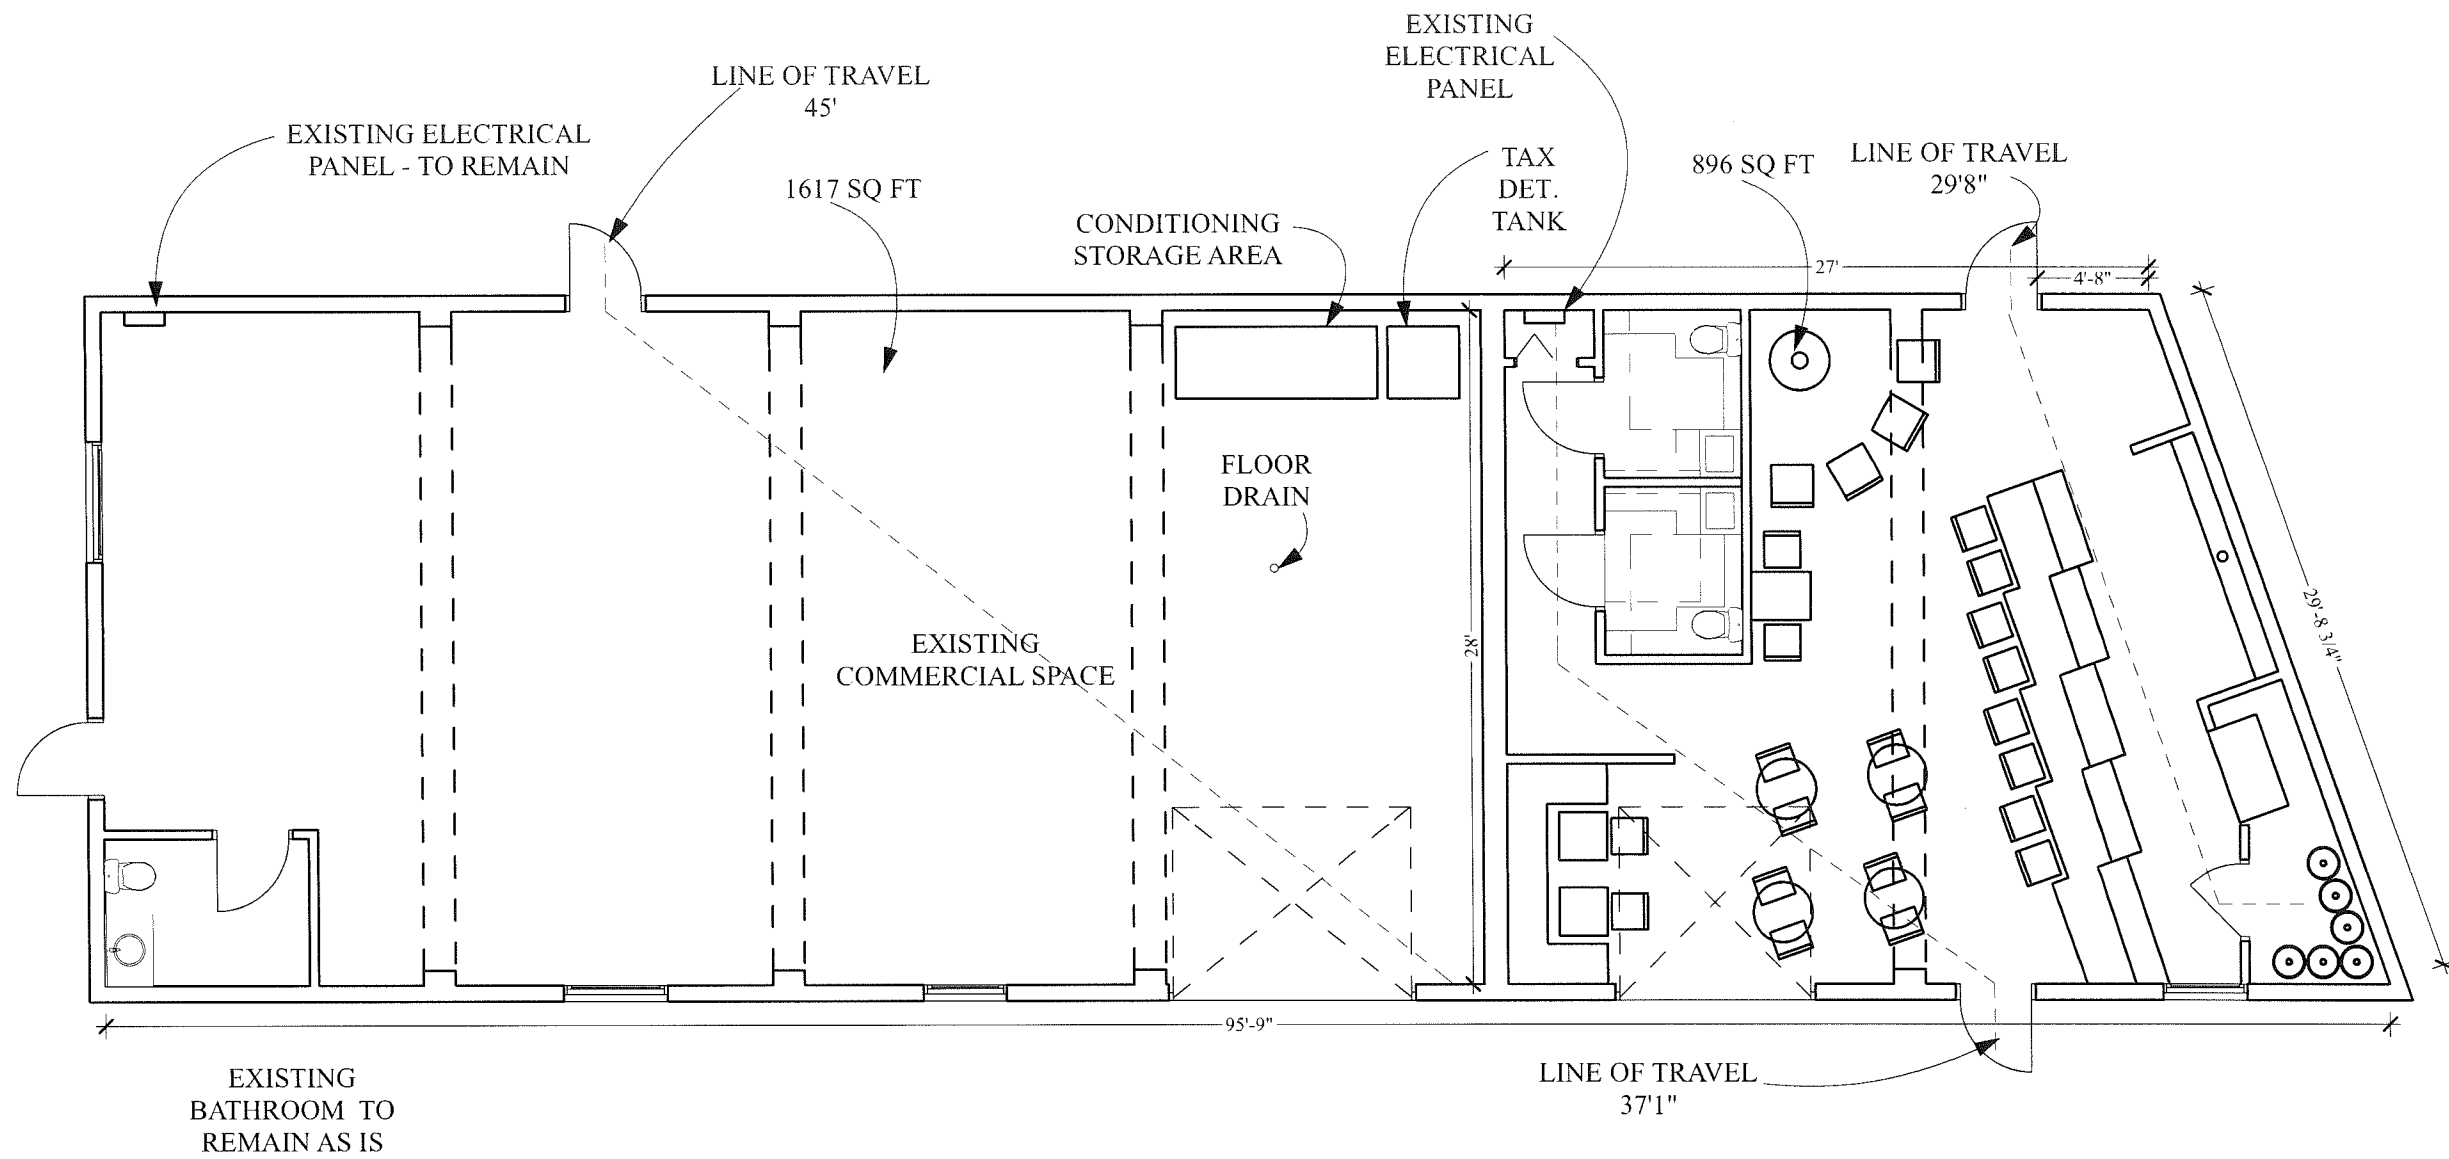 EXISTING
ELECTRICAL
PANEL
LINE OF TRAVEL
45'
EXISTING ELECTRICAL
PANEL - TO REMAIN
1617 SQ FT
TAX
DET.
TANK
896 SQ FT
LINE OF TRAVEL
29'8"
CONDITIONING
STORAGE AREA
27'
4'-8"
FLOOR
DRAIN
EXISTING
COMMERCIAL SPACE
28'
29'-8 3/4"
95'-9"
EXISTING
BATHROOM TO
REMAIN AS IS
LINE OF TRAVEL
37'1"